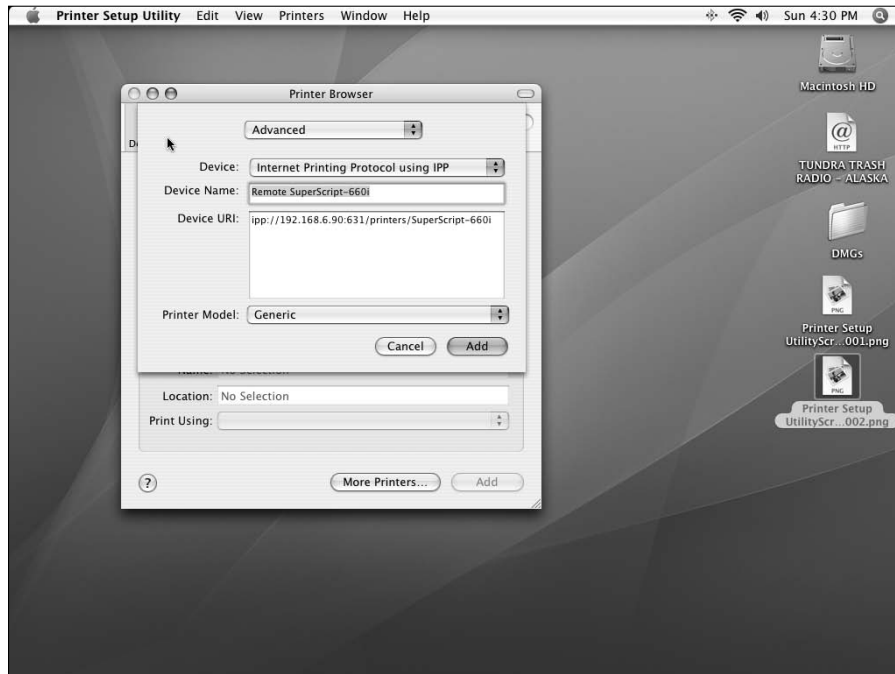 Printer Setup Utility Edit View Printers Window Help Sun 4:30 PM
Printer Browser
Advanced
Device: Internet Printing Protocol using IPP
Device Name: Remote SuperScript-660i
Device URI: ipp://192.168.6.90:631/printers/SuperScript-660i
Printer Model: Generic
Cancel Add
Name: No Selection
Location: No Selection
Print Using:
? More Printers... Add
Macintosh HD
@
HTTP
TUNDRA TRASH
RADIO – ALASKA
DMGs
PNG
Printer Setup
UtilityScr...001.png
PNG
Printer Setup
UtilityScr...002.png